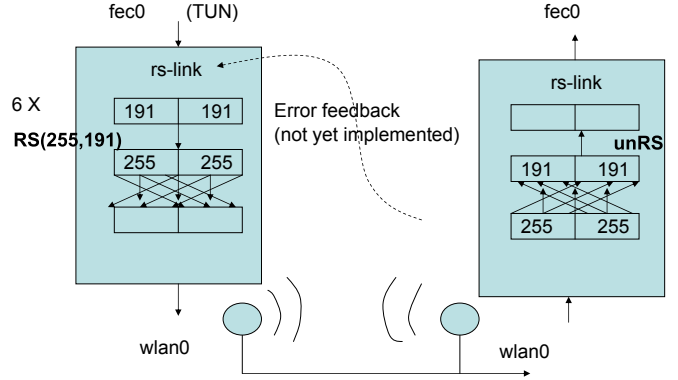 fec0 (TUN)
rs-link
6 X
191 191
RS(255,191)
255 255
wlan0
Error feedback
(not yet implemented)
fec0
rs-link
unRS
191 191
255 255
wlan0